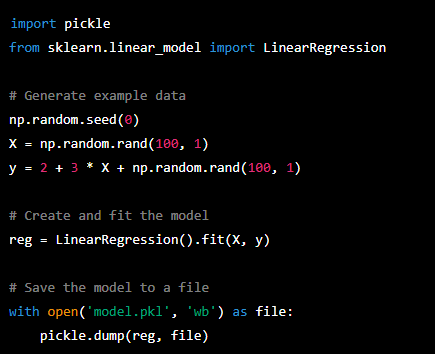 import pickle
from sklearn.linear_model import LinearRegression
# Generate example data
np.random.seed(0)
X = np.random.rand(100, 1)
y = 2 + 3 * X + np.random.rand(100, 1)
# Create and fit the model
reg = LinearRegression().fit(X, y)
# Save the model to a file
with open('model.pkl', 'wb') as file:
    pickle.dump(reg, file)